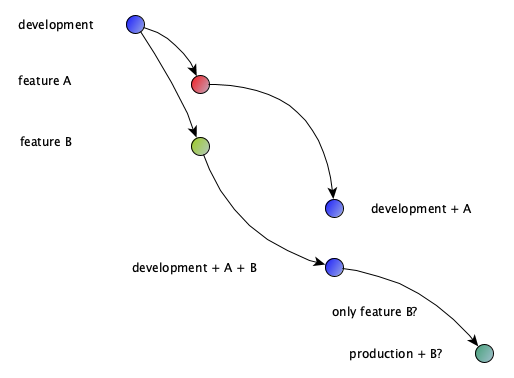 development
feature A
feature B
development + A
development + A + B
only feature B?
production + B?